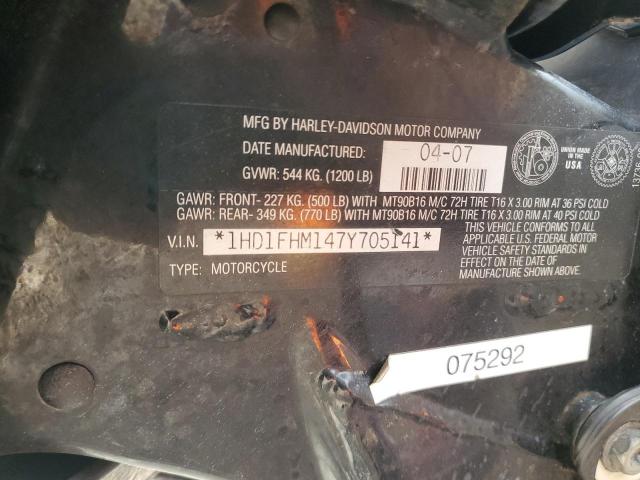 MFG BY HARLEY-DAVIDSON MOTOR COMPANY
DATE MANUFACTURED: 04-07
GVWR: 544 KG. (1200 LB)
UNION MADE
IN THE
USA
GAWR: FRONT- 227 KG. (500 LB) WITH MT90B16 M/C 72H TIRE T16 X 3.00 RIM AT 36 PSI COLD
GAWR: REAR- 349 KG. (770 LB) WITH MT90B16 M/C 72H TIRE T16 X 3.00 RIM AT 40 PSI COLD
V.I.N. *1HD1FHM147Y705141*
THIS VEHICLE CONFORMS TO ALL
APPLICABLE U.S. FEDERAL MOTOR
VEHICLE SAFETY STANDARDS IN
EFFECT ON THE DATE OF
MANUFACTURE SHOWN ABOVE.
TYPE: MOTORCYCLE
075292